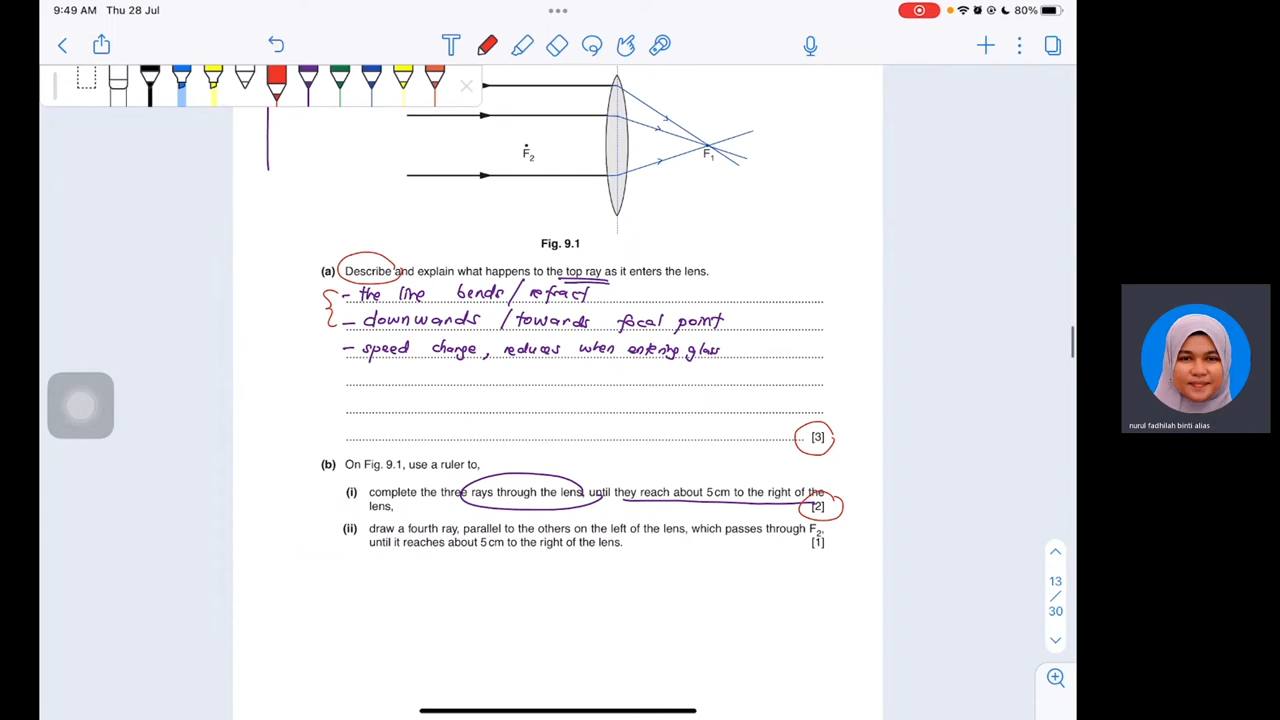 9:49 AM Thu 28 Jul
80%
F2
F1
Fig. 9.1
(a) Describe and explain what happens to the top ray as it enters the lens.
- the line bends / refract
- downwards / towards focal point
- speed change, reduces when entering glass
[3]
(b) On Fig. 9.1, use a ruler to,
(i) complete the three rays through the lens, until they reach about 5 cm to the right of the
lens, [2]
(ii) draw a fourth ray, parallel to the others on the left of the lens, which passes through F2,
until it reaches about 5 cm to the right of the lens. [1]
13
/
30
nurul fadhilah binti alias